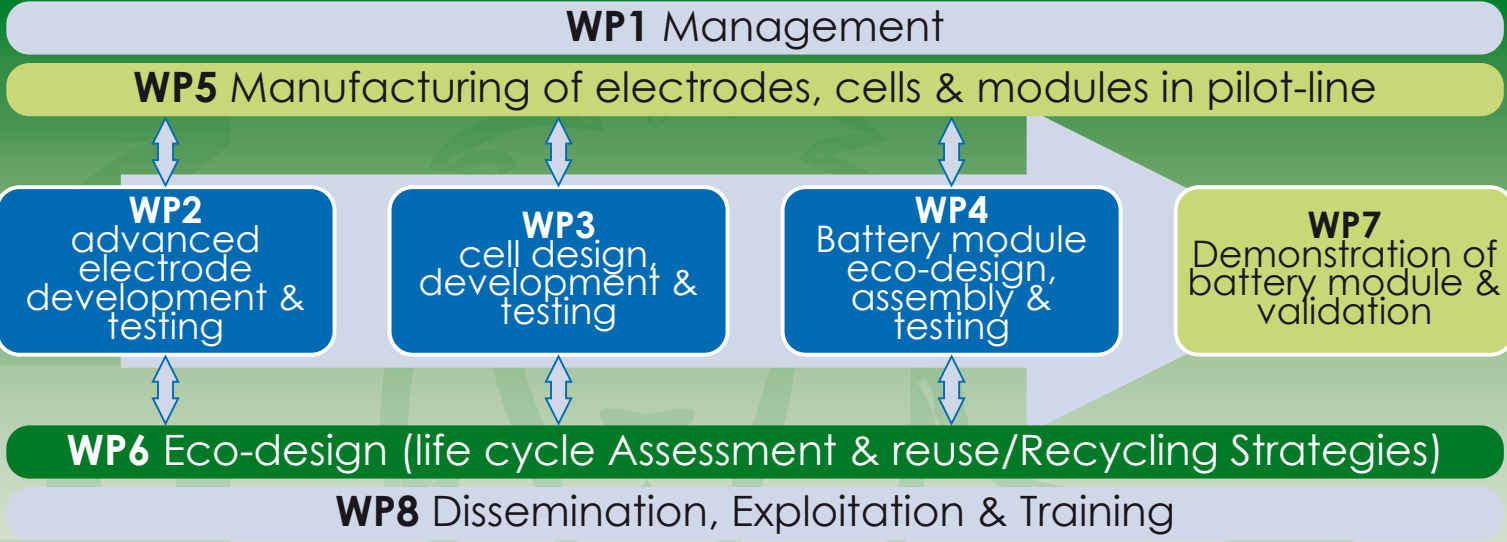 WP1 Management
WP5 Manufacturing of electrodes, cells & modules in pilot-line
WP2
advanced
electrode
development &
testing
WP3
cell design,
development &
testing
WP4
Battery module
eco-design,
assembly &
testing
WP7
Demonstration of
battery module &
validation
WP6 Eco-design (life cycle Assessment & reuse/Recycling Strategies)
WP8 Dissemination, Exploitation & Training